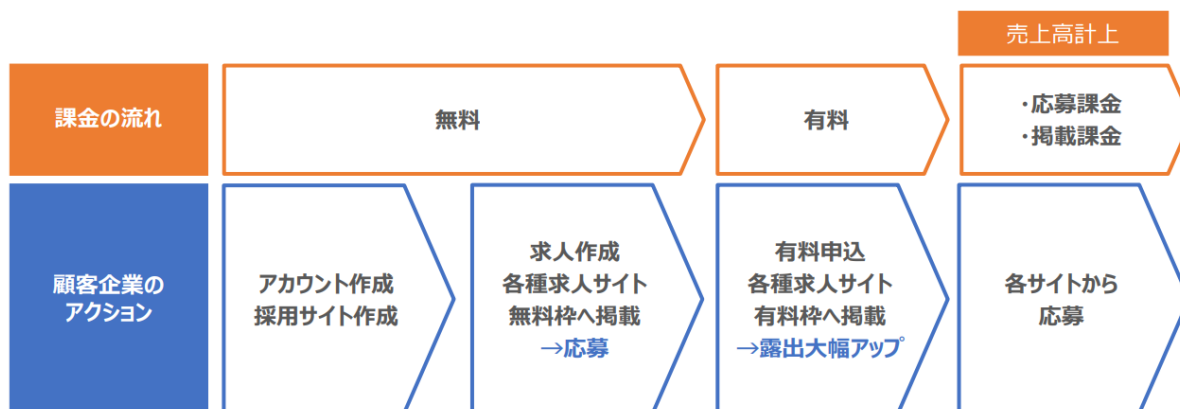 売上高計上
課金の流れ
無料
有料
・応募課金
・掲載課金
顧客企業の
アクション
アカウント作成
採用サイト作成
求人作成
各種求人サイト
無料枠へ掲載
→応募
有料申込
各種求人サイト
有料枠へ掲載
→露出大幅アップ
各サイトから
応募